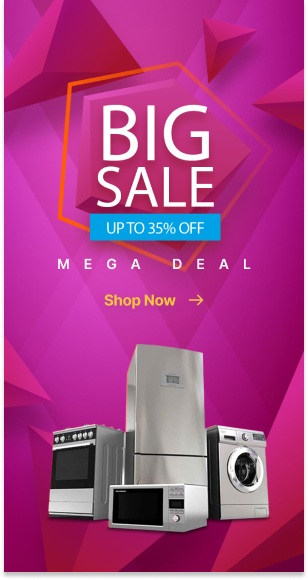 BIG
SALE
UP TO 35% OFF
MEGA DEAL
Shop Now →